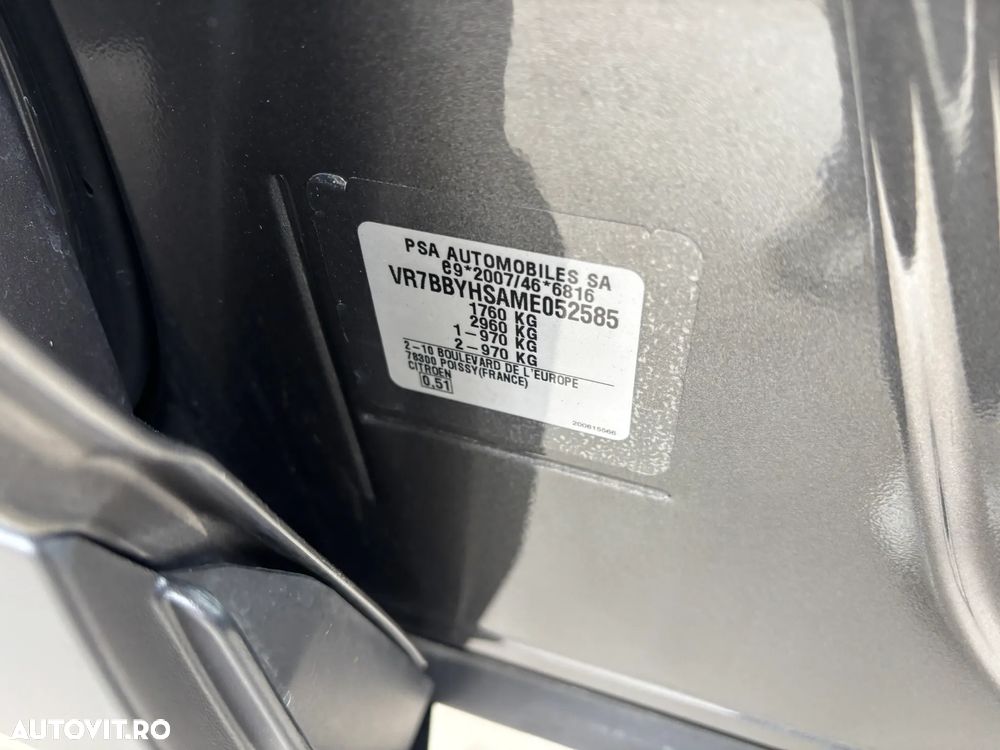 PSA AUTOMOBILES SA
e9*2007/46*6816
VR7BBYHSAME052585
1760 KG
2960 KG
1-970 KG
2-970 KG
2-10 BOULEVARD DE L'EUROPE
78300 POISSY(FRANCE)
CITROEN
0.51
200615566
AUTOVIT.RO